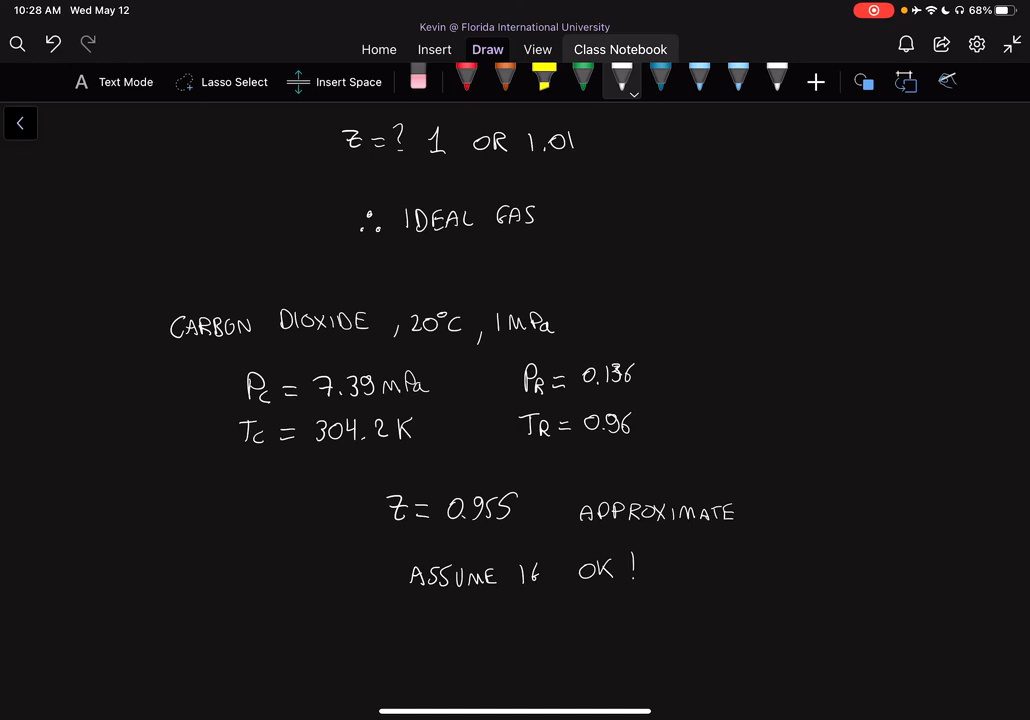 10:28 AM Wed May 12
68%
Kevin @ Florida International University
Home Insert Draw View Class Notebook
Text Mode Lasso Select Insert Space
Z = ? 1 OR 1.01
∴ IDEAL GAS
CARBON DIOXIDE, 20°C, 1 MPa
Pc = 7.39 MPa PR = 0.136
Tc = 304.2 K TR = 0.96
Z = 0.955 APPROXIMATE
ASSUME IG OK!